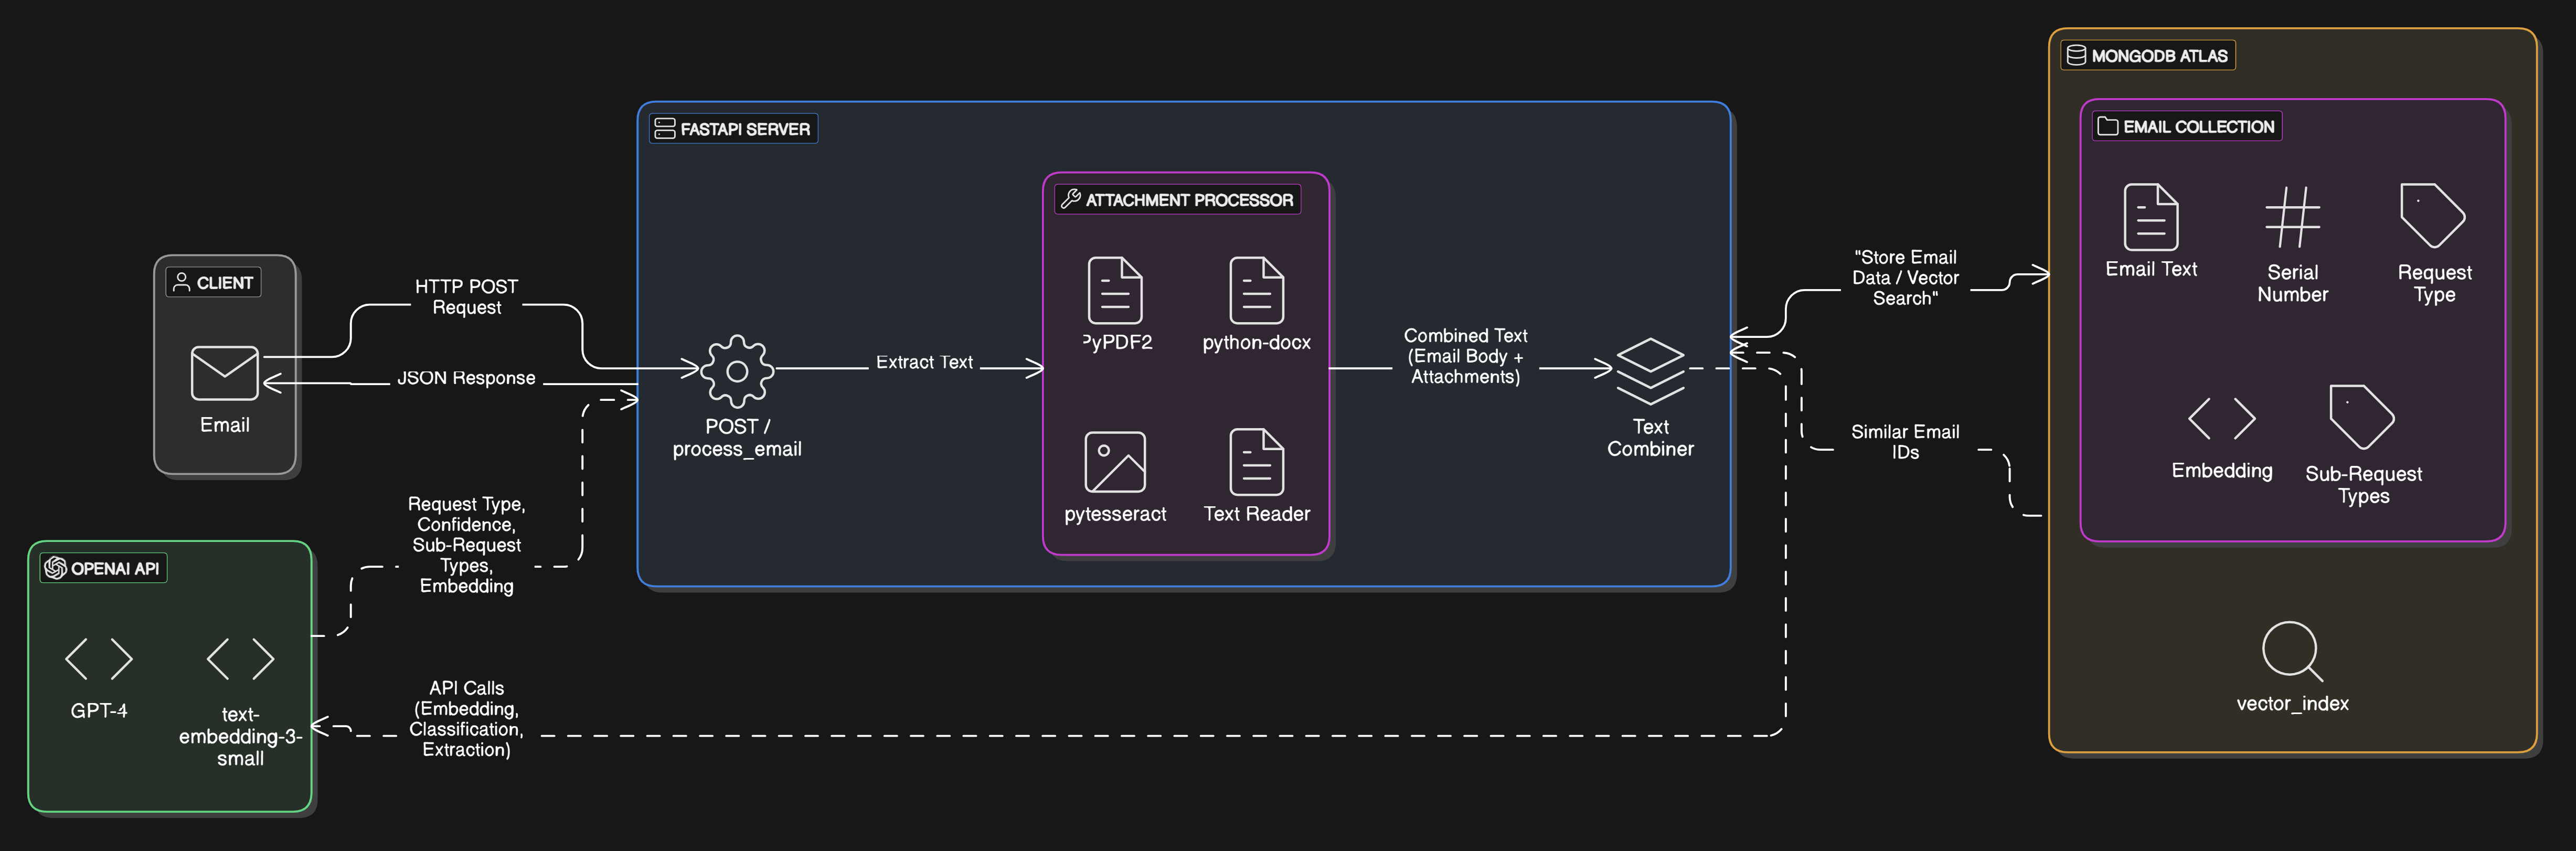 CLIENT
Email
HTTP POST
Request
JSON Response
FASTAPI SERVER
POST /
process_email
Extract Text
ATTACHMENT PROCESSOR
PyPDF2
python-docx
pytesseract
Text Reader
Combined Text
(Email Body +
Attachments)
Text
Combiner
"Store Email
Data / Vector
Search"
Similar Email
IDs
MONGODB ATLAS
EMAIL COLLECTION
Email Text
Serial
Number
Request
Type
Embedding
Sub-Request
Types
vector_index
OPENAI API
GPT-4
text-
embedding-3-
small
Request Type,
Confidence,
Sub-Request
Types,
Embedding
API Calls
(Embedding,
Classification,
Extraction)